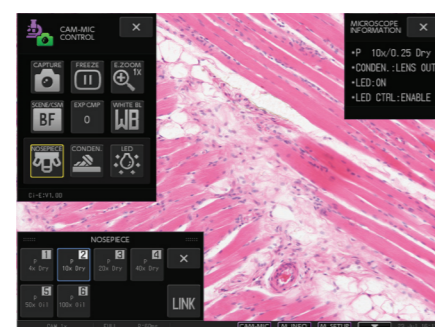 CAM-MIC
CONTROL
×
CAPTURE FREEZE E.ZOOM
1x
SCENE/CSM EXP CMP WHITE BL
BF 0 WB
NOSEPIECE CONDEN. LED
Ci-E:V1.00
MICROSCOPE
INFORMATION ×
•P 10x/0.25 Dry
•CONDEN.:LENS OUT
•LED:ON
•LED CTRL:ENABLE
NOSEPIECE
1 2 3 4 ×
P P P P
4x Dry 10x Dry 20x Dry 40x Dry
5 6
P P
50x Oil 100x Oil
LINK
CAM-MIC M.INFO M.SETUP